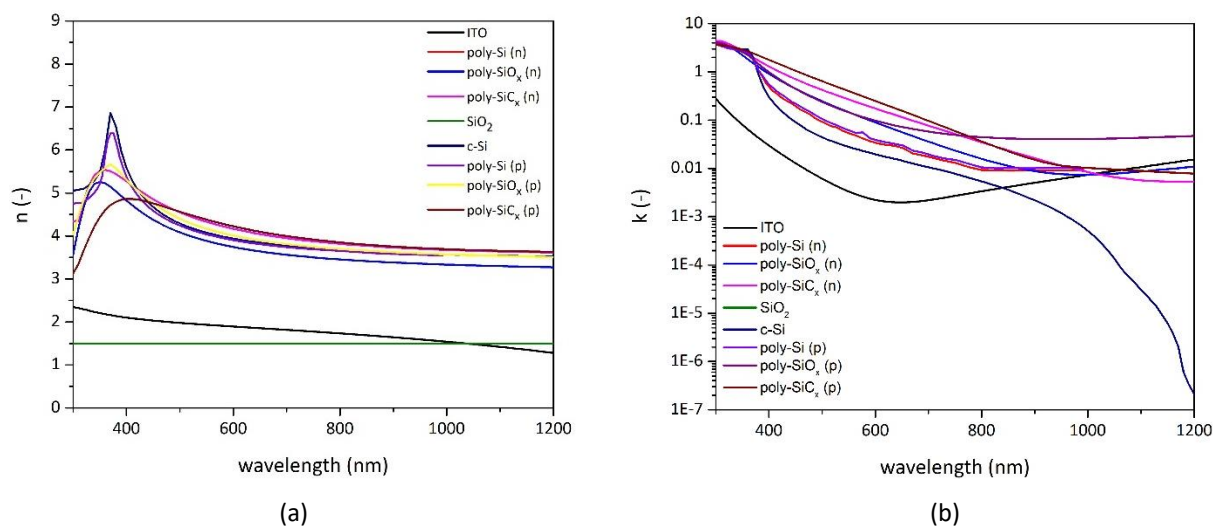 9
8
7
6
5
4
3
2
1
0
n (-)
ITO
poly-Si (n)
poly-SiOₓ (n)
poly-SiCₓ (n)
SiO₂
c-Si
poly-Si (p)
poly-SiOₓ (p)
poly-SiCₓ (p)
400 600 800 1000 1200
wavelength (nm)
(a)
10
1
0.1
0.01
1E-3
1E-4
1E-5
1E-6
1E-7
k (-)
ITO
poly-Si (n)
poly-SiOₓ (n)
poly-SiCₓ (n)
SiO₂
c-Si
poly-Si (p)
poly-SiOₓ (p)
poly-SiCₓ (p)
400 600 800 1000 1200
wavelength (nm)
(b)